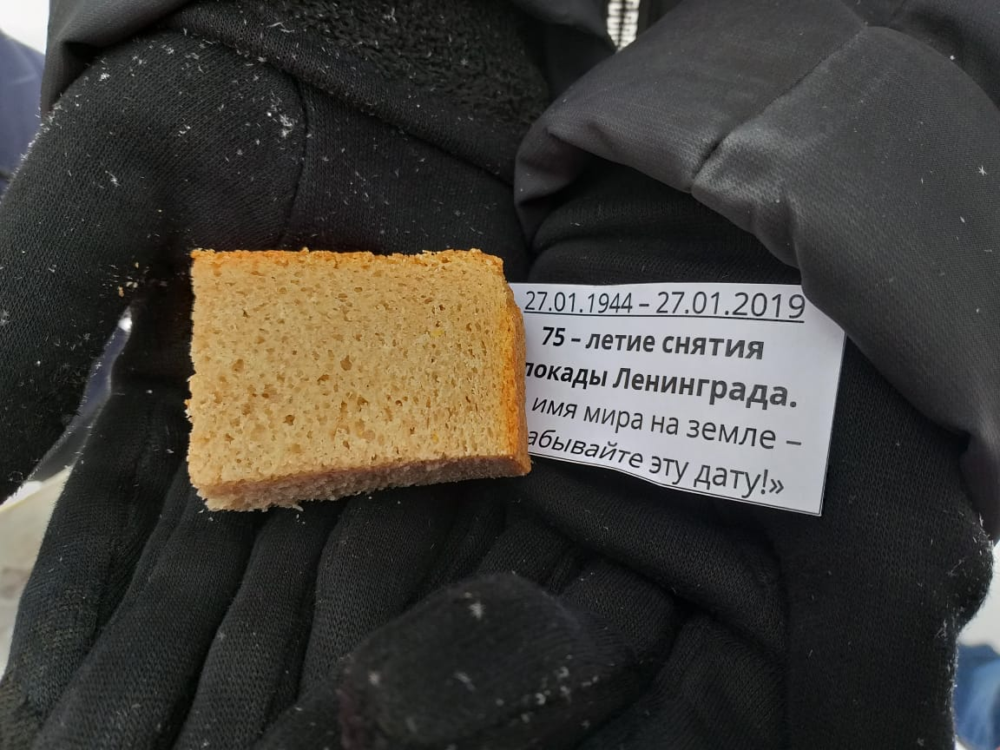 27.01.1944 – 27.01.2019
75 – летие снятия
локады Ленинграда.
имя мира на земле –
абывайте эту дату!»